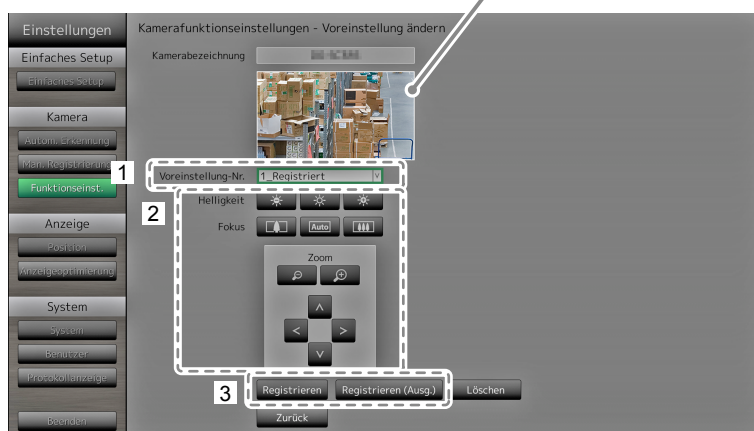 Einstellungen
Kamerafunktionseinstellungen - Voreinstellung ändern
Einfaches Setup
Einfaches Setup
Kamera
Autom. Erkennung
Man. Registrierung
Funktionseinst.
Anzeige
Position
Anzeigeoptimierung
System
System
Benutzer
Protokollanzeige
Beenden
Kamerabezeichnung
1
Voreinstellung-Nr. 1_Registriert
2
Helligkeit
Fokus Auto
Zoom
3
Registrieren Registrieren (Ausg.) Löschen
Zurück